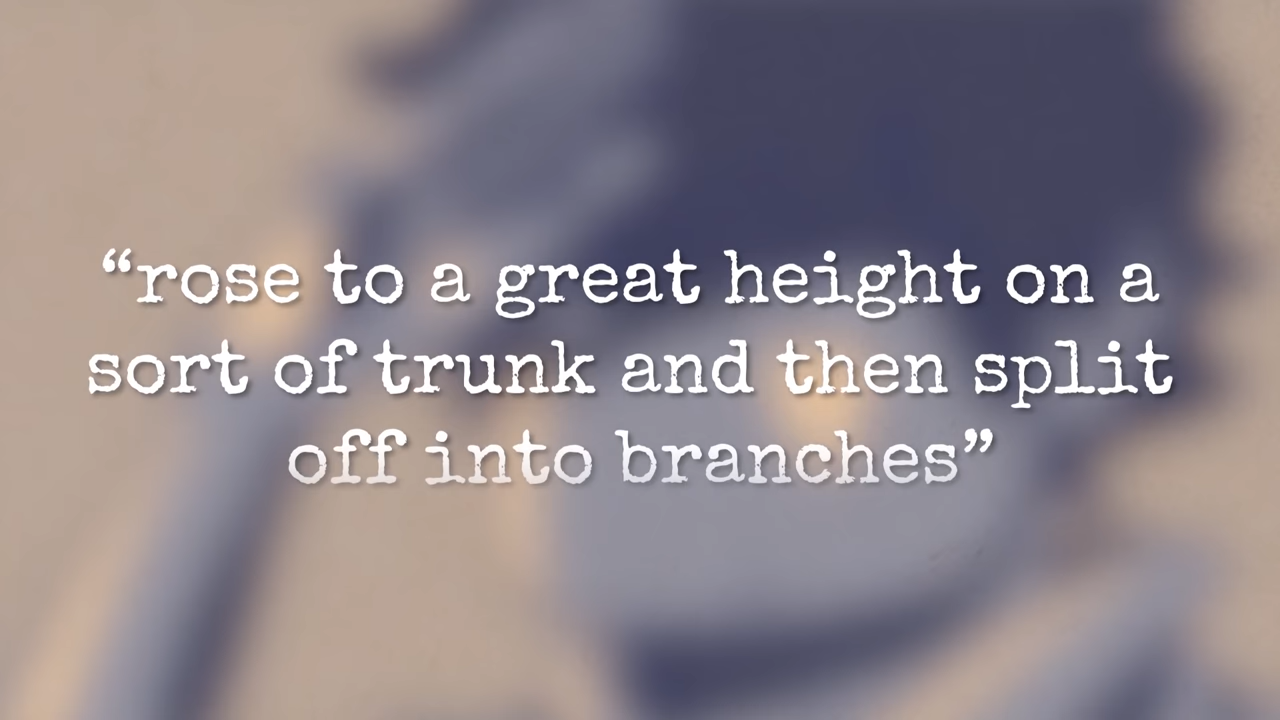 “rose to a great height on a
sort of trunk and then split
off into branches”